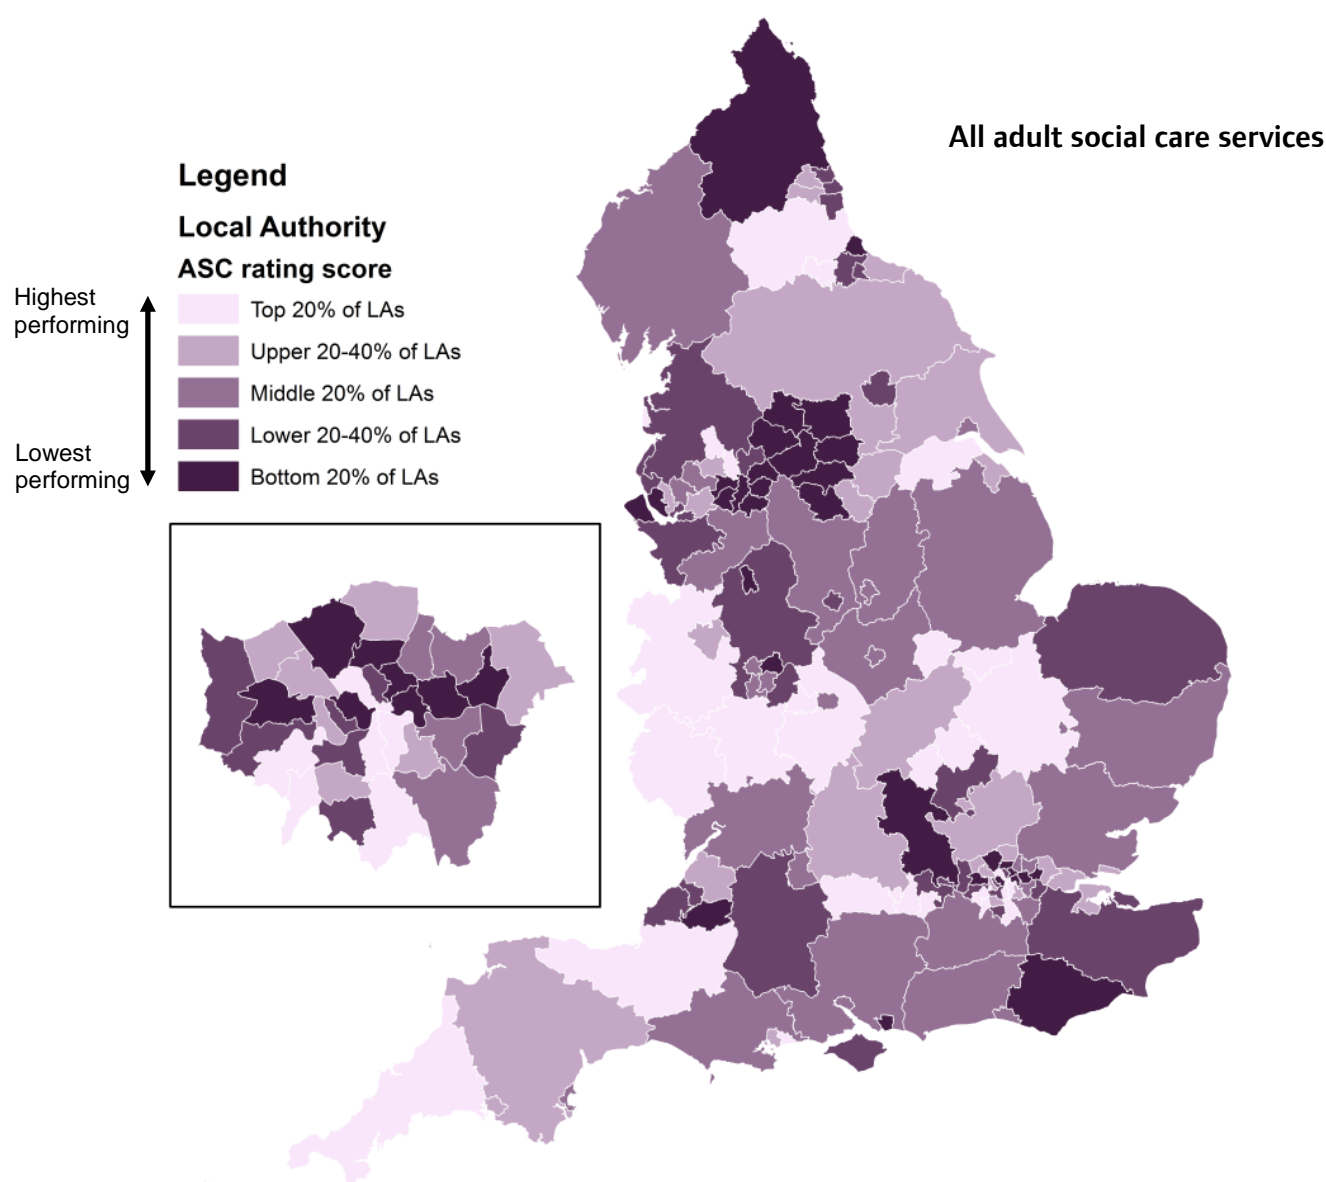 All adult social care services
Legend
Local Authority
ASC rating score
Highest
performing
Top 20% of LAs
Upper 20-40% of LAs
Middle 20% of LAs
Lower 20-40% of LAs
Lowest
performing
Bottom 20% of LAs